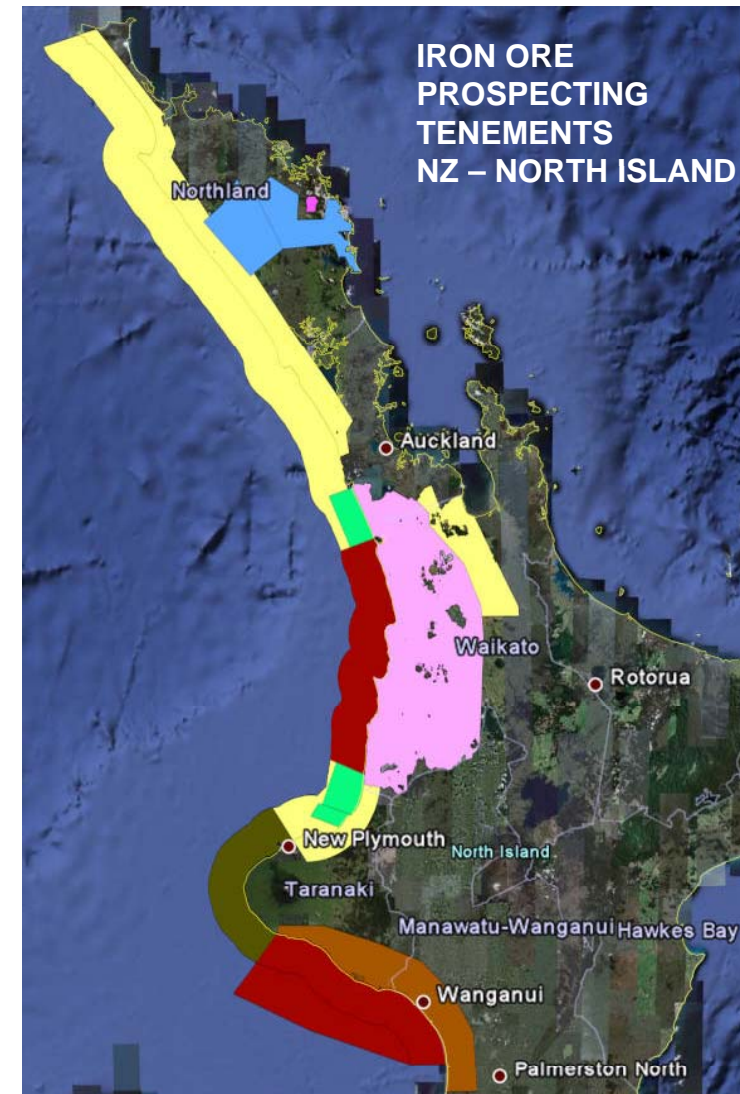 IRON ORE
PROSPECTING
TENEMENTS
NZ – NORTH ISLAND
Northland
Auckland
Waikato
Rotorua
New Plymouth
North Island
Taranaki
Manawatu-Wanganui
Hawkes Bay
Wanganui
Palmerston North